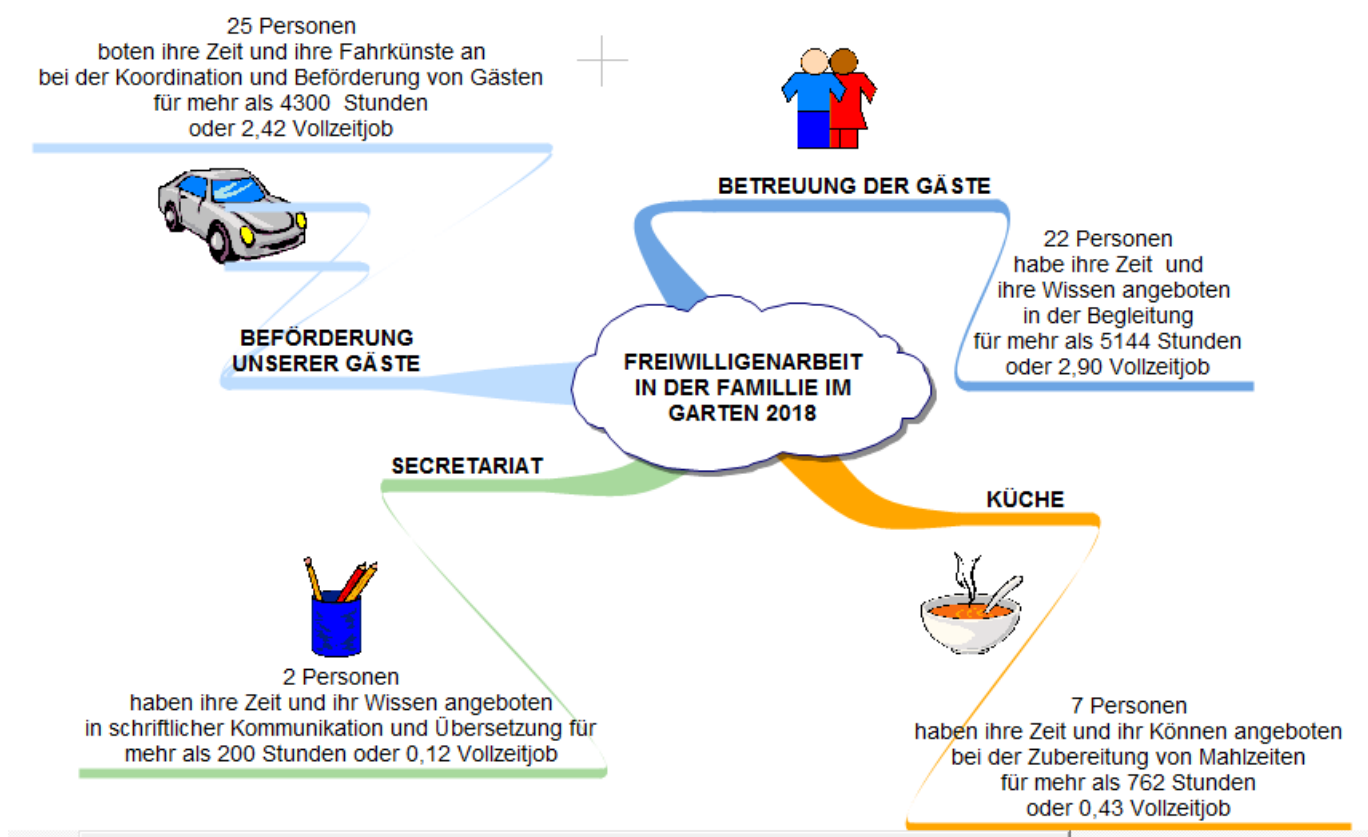 25 Personen
boten ihre Zeit und ihre Fahrkünste an
bei der Koordination und Beförderung von Gästen
für mehr als 4300 Stunden
oder 2,42 Vollzeitjob
BETREUUNG DER GÄSTE
22 Personen
habe ihre Zeit und
ihre Wissen angeboten
in der Begleitung
für mehr als 5144 Stunden
oder 2,90 Vollzeitjob
BEFÖRDERUNG
UNSERER GÄSTE
FREIWILLIGENARBEIT
IN DER FAMILLIE IM
GARTEN 2018
SECRETARIAT
KÜCHE
2 Personen
haben ihre Zeit und ihr Wissen angeboten
in schriftlicher Kommunikation und Übersetzung für
mehr als 200 Stunden oder 0,12 Vollzeitjob
7 Personen
haben ihre Zeit und ihr Können angeboten
bei der Zubereitung von Mahlzeiten
für mehr als 762 Stunden
oder 0,43 Vollzeitjob